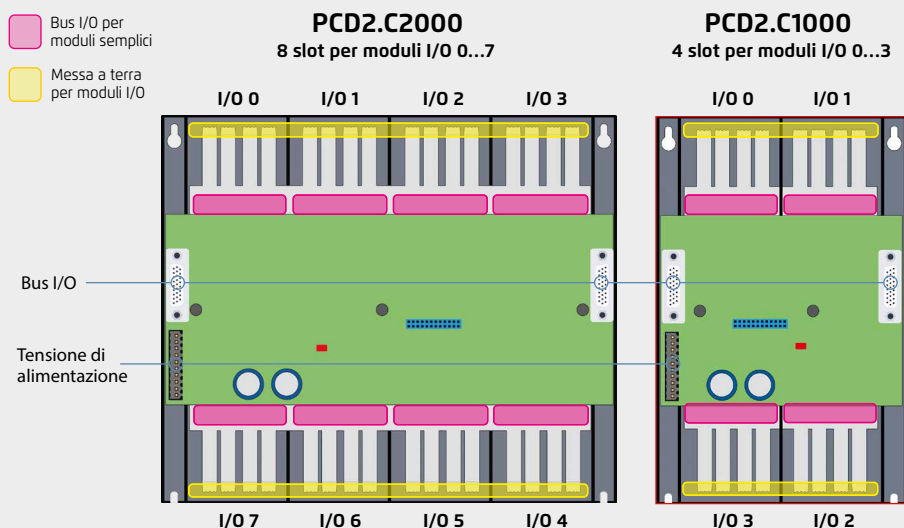 Bus I/O per
moduli semplici
Messa a terra
per moduli I/O
PCD2.C2000
8 slot per moduli I/O 0...7
PCD2.C1000
4 slot per moduli I/O 0...3
I/O 0 I/O 1 I/O 2 I/O 3
I/O 0 I/O 1
Bus I/O
Tensione di
alimentazione
I/O 7 I/O 6 I/O 5 I/O 4
I/O 3 I/O 2